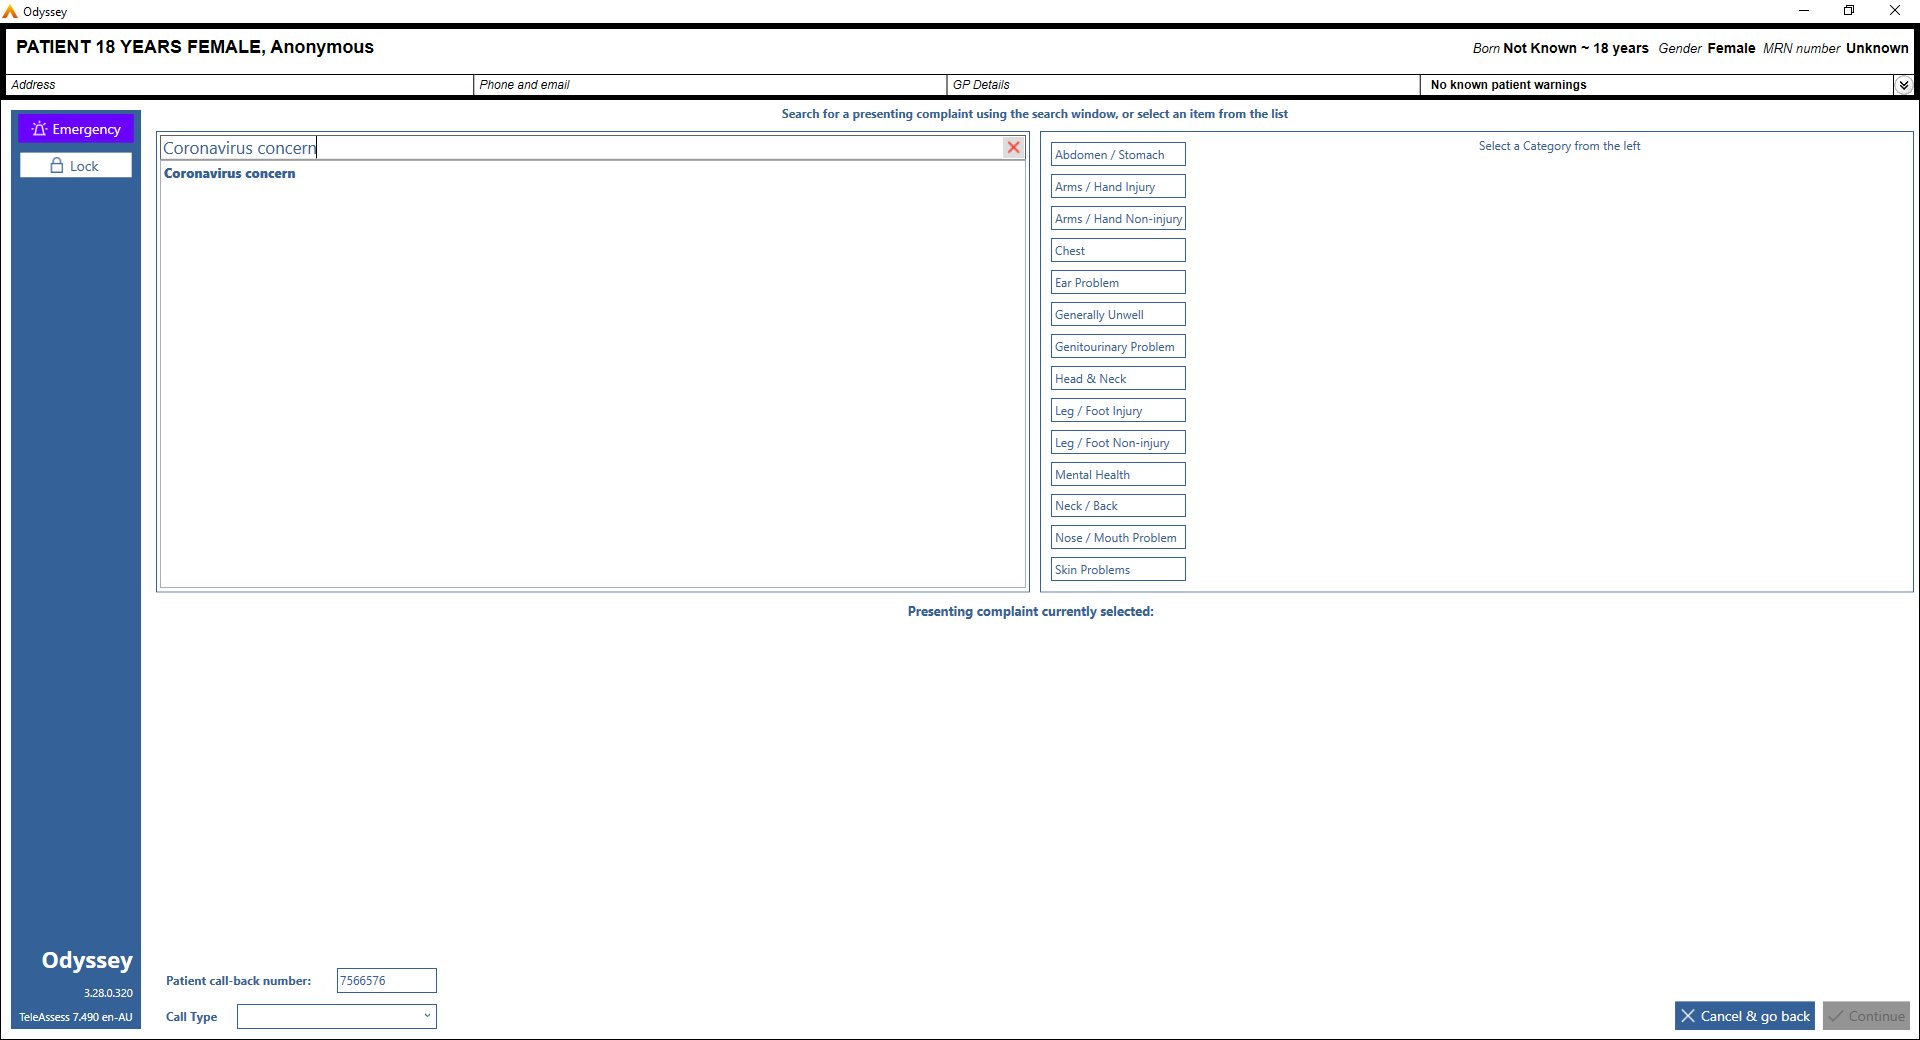 Odyssey
PATIENT 18 YEARS FEMALE, Anonymous
Born Not Known ~ 18 years Gender Female MRN number Unknown
Address
Phone and email
GP Details
No known patient warnings
Emergency
Lock
Search for a presenting complaint using the search window, or select an item from the list
Coronavirus concern
Coronavirus concern
Abdomen / Stomach
Arms / Hand Injury
Arms / Hand Non-injury
Chest
Ear Problem
Generally Unwell
Genitourinary Problem
Head & Neck
Leg / Foot Injury
Leg / Foot Non-injury
Mental Health
Neck / Back
Nose / Mouth Problem
Skin Problems
Select a Category from the left
Presenting complaint currently selected:
Odyssey
3.28.0.320
TeleAssess 7.490 en-AU
Patient call-back number: 7566576
Call Type
Cancel & go back
Continue